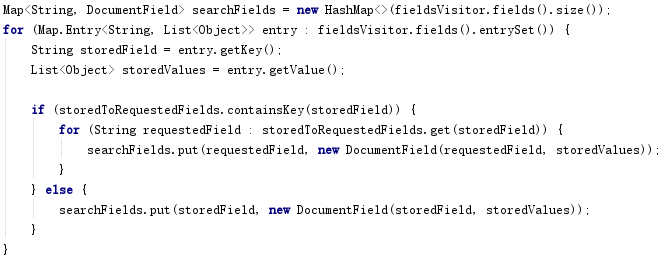 Map<String, DocumentField> searchFields = new HashMap<>(fieldsVisitor.fields().size());
for (Map.Entry<String, List<Object>> entry : fieldsVisitor.fields().entrySet()) {
    String storedField = entry.getKey();
    List<Object> storedValues = entry.getValue();

    if (storedToRequestedFields.containsKey(storedField)) {
        for (String requestedField : storedToRequestedFields.get(storedField)) {
            searchFields.put(requestedField, new DocumentField(requestedField, storedValues));
        }
    } else {
        searchFields.put(storedField, new DocumentField(storedField, storedValues));
    }
}